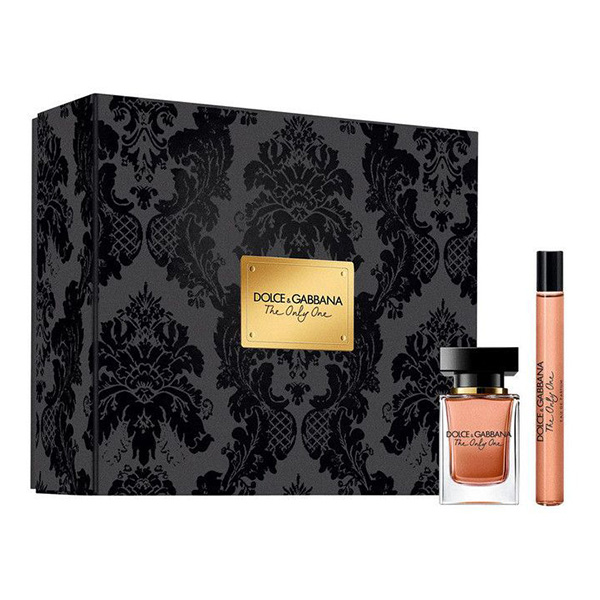 DOLCE & GABBANA
The Only One
DOLCE & GABBANA
The Only One
DOLCE & GABBANA
The Only One
EAU DE PARFUM